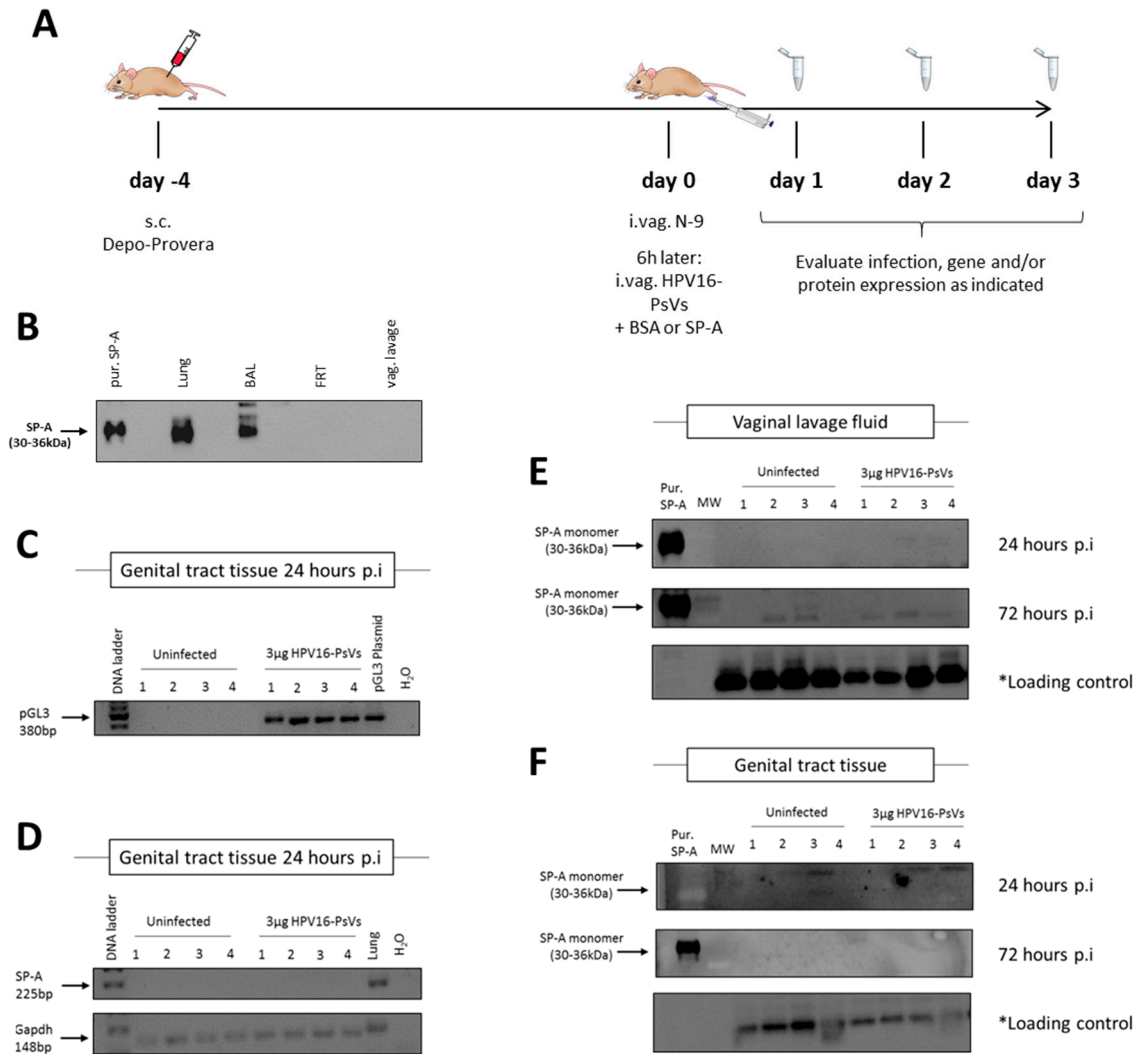 A
day -4
day 0
day 1
day 2
day 3
s.c.
Depo-Provera
i.vag. N-9
6h later:
i.vag. HPV16-
PsVs
+ BSA or SP-A
Evaluate infection, gene and/or
protein expression as indicated
B
pur. SP-A
Lung
BAL
FRT
vag. lavage
SP-A
(30-36kDa)
C
Genital tract tissue 24 hours p.i
DNA ladder
Uninfected
3µg HPV16-PsVs
pGL3 Plasmid
H₂O
1 2 3 4 1 2 3 4
pGL3
380bp
D
Genital tract tissue 24 hours p.i
DNA ladder
Uninfected
3µg HPV16-PsVs
Lung
H₂O
1 2 3 4 1 2 3 4
SP-A
225bp
Gapdh
148bp
Vaginal lavage fluid
E
Pur.
SP-A
MW
Uninfected
3µg HPV16-PsVs
1 2 3 4 1 2 3 4
SP-A monomer
(30-36kDa)
24 hours p.i
SP-A monomer
(30-36kDa)
72 hours p.i
*Loading control
F
Genital tract tissue
Pur.
SP-A
MW
Uninfected
3µg HPV16-PsVs
1 2 3 4 1 2 3 4
SP-A monomer
(30-36kDa)
24 hours p.i
SP-A monomer
(30-36kDa)
72 hours p.i
*Loading control